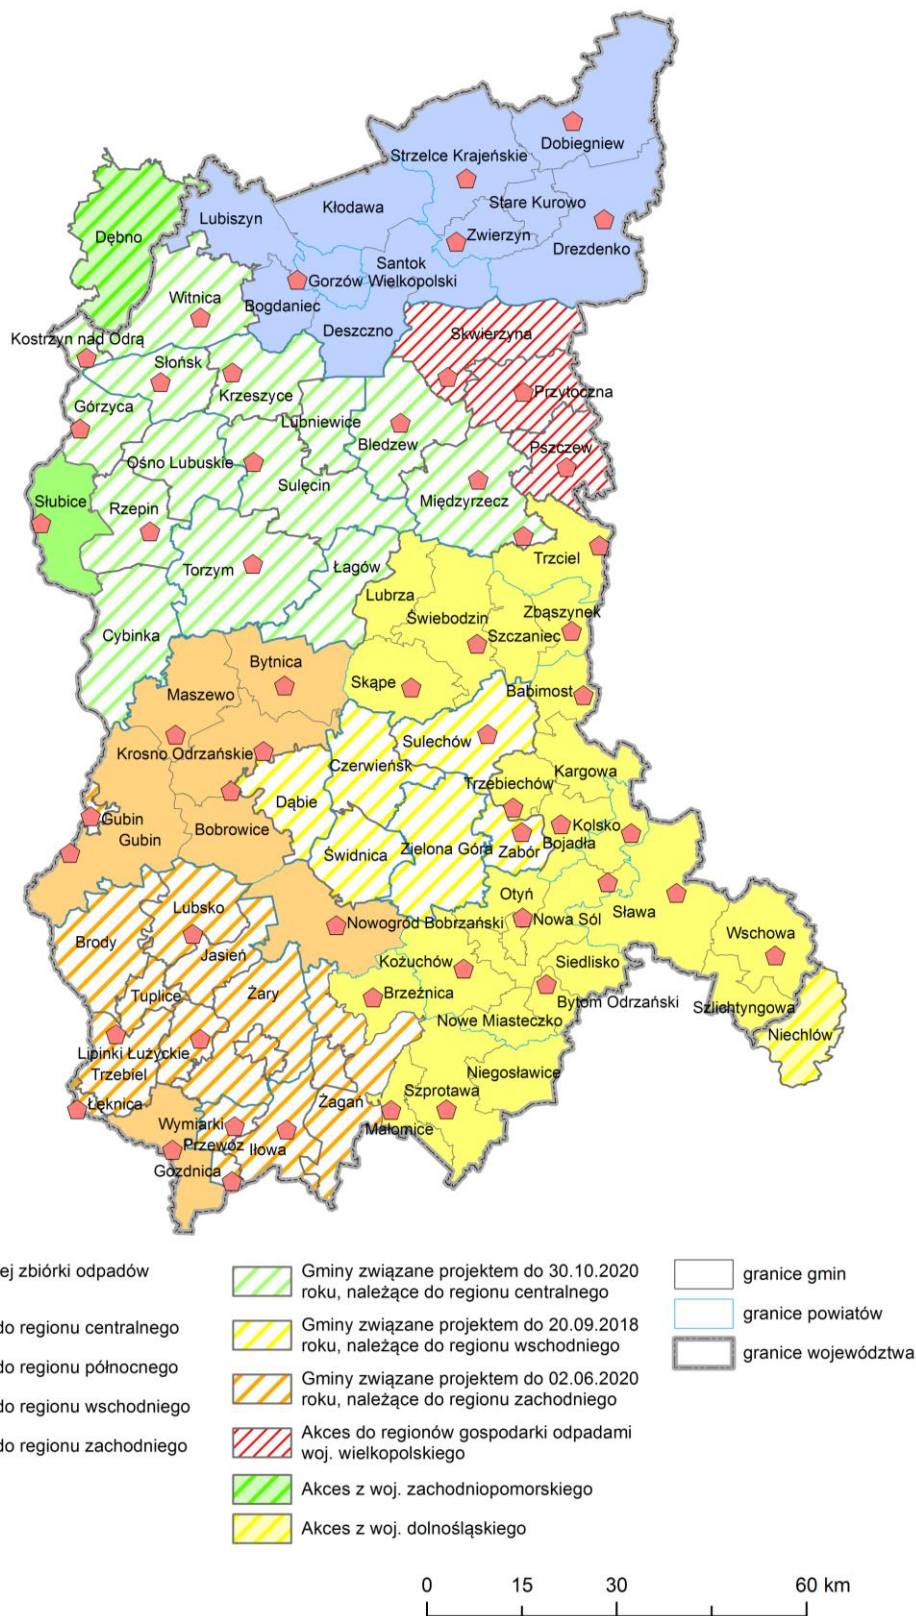 Dobiegniew
Strzelce Krajeńskie
Stare Kurowo
Kłodawa
Lubiszyn
Dębno
Zwierzyn
Drezdenko
Santok
Gorzów Wielkopolski
Witnica
Bogdaniec
Deszczno
Skwierzyna
Kostrzyn nad Odrą
Słońsk
Krzeszyce
Przytoczna
Górzyca
Lubniewice
Bledzew
Pszczew
Ośno Lubuskie
Sulęcin
Międzyrzecz
Słubice
Rzepin
Trzciel
Torzym
Łagów
Lubrza
Świebodzin
Zbąszynek
Szczaniec
Cybinka
Bytnica
Skąpe
Babimost
Maszewo
Sulechów
Krosno Odrzańskie
Czerwieńsk
Kargowa
Trzebiechów
Dąbie
Gubin
Gubin
Bobrowice
Świdnica
Zielona Góra
Zabór
Bojadła
Kolsko
Otyń
Lubsko
Nowogród Bobrzański
Nowa Sól
Sława
Wschowa
Brody
Jasień
Kożuchów
Siedlisko
Tuplice
Żary
Brzeźnica
Bytom Odrzański
Szlichtyngowa
Nowe Miasteczko
Niechlów
Lipinki Łużyckie
Trzebiel
Niegosławice
Szprotawa
Łęknica
Żagań
Małomice
Wymiarki
Przewóz
Iłowa
Gozdnica
ej zbiórki odpadów
do regionu centralnego
do regionu północnego
do regionu wschodniego
do regionu zachodniego
Gminy związane projektem do 30.10.2020
roku, należące do regionu centralnego
Gminy związane projektem do 20.09.2018
roku, należące do regionu wschodniego
Gminy związane projektem do 02.06.2020
roku, należące do regionu zachodniego
Akces do regionów gospodarki odpadami
woj. wielkopolskiego
Akces z woj. zachodniopomorskiego
Akces z woj. dolnośląskiego
granice gmin
granice powiatów
granice województwa
0 15 30 60 km